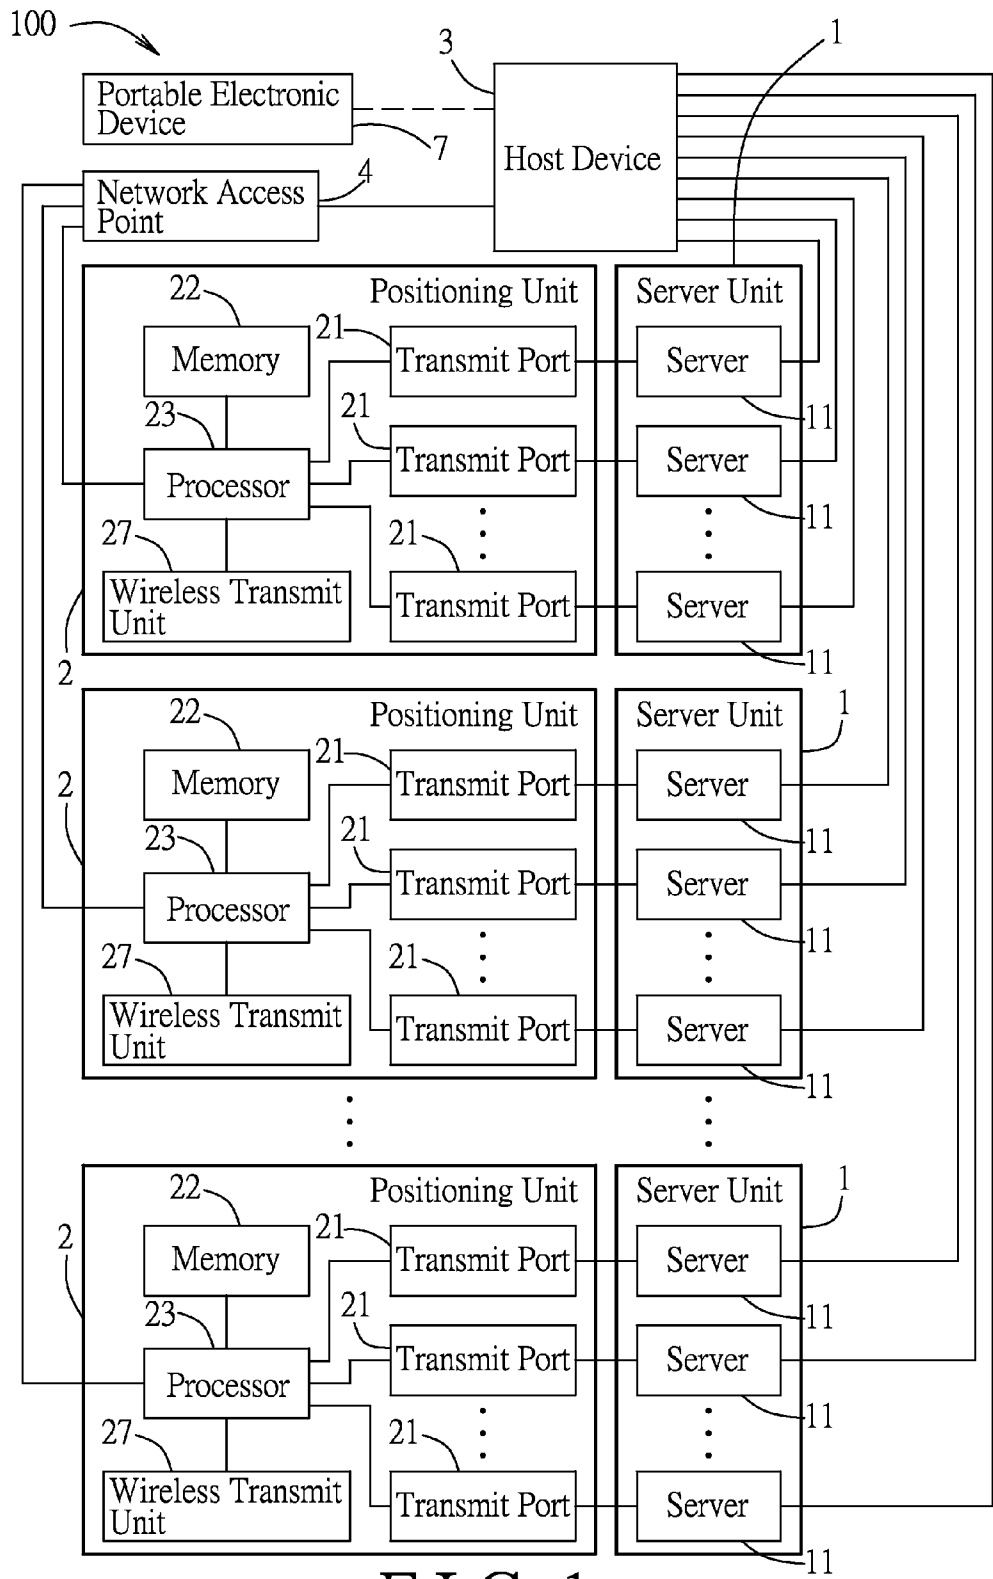 100
Portable Electronic
Device
7
3
Host Device
1
Network Access
Point
4
Positioning Unit
Server Unit
22
Memory
21
Transmit Port
Server
11
23
Processor
21
Transmit Port
Server
11
27
Wireless Transmit
Unit
21
Transmit Port
Server
11
2
Positioning Unit
Server Unit
1
22
Memory
21
Transmit Port
Server
11
2
23
Processor
21
Transmit Port
Server
11
27
Wireless Transmit
Unit
21
Transmit Port
Server
11
Positioning Unit
Server Unit
1
22
Memory
21
Transmit Port
Server
11
2
23
Processor
21
Transmit Port
Server
11
27
Wireless Transmit
Unit
21
Transmit Port
Server
11